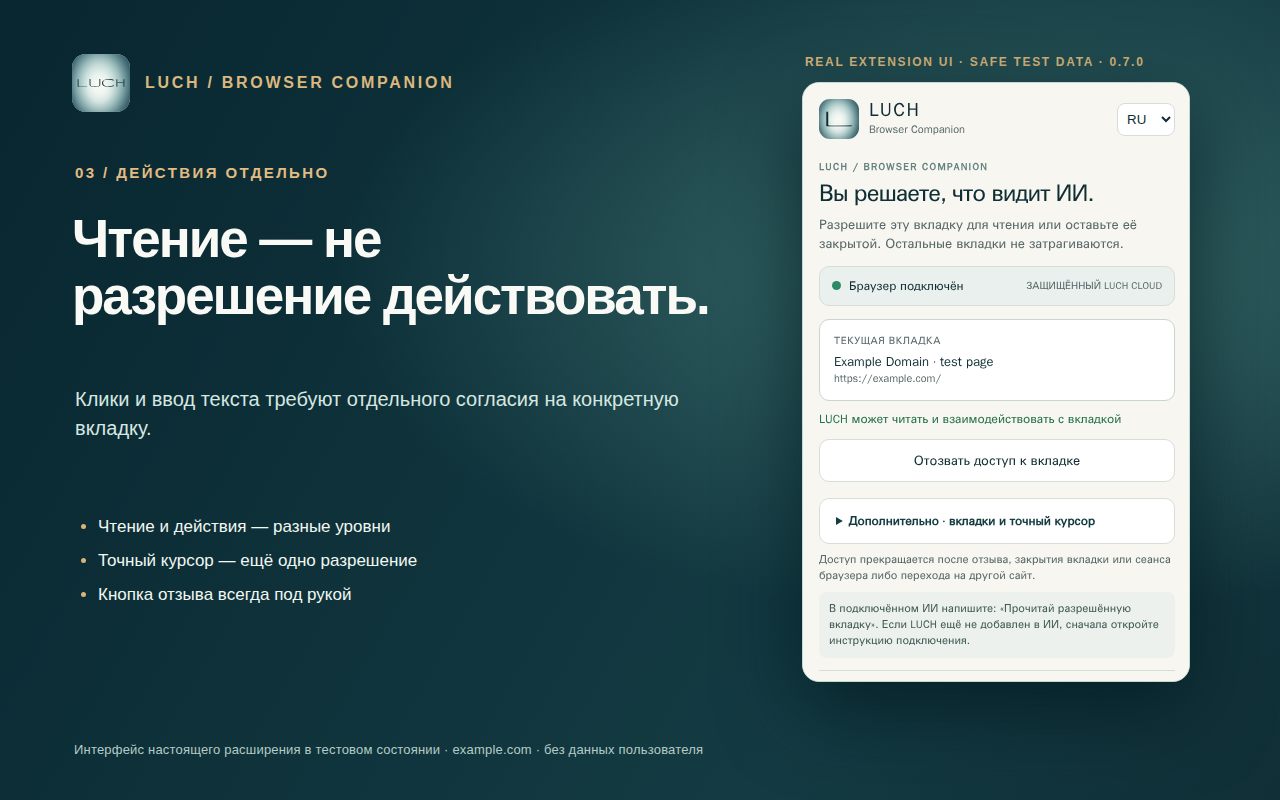 LUCH
LUCH / BROWSER COMPANION
03 / ДЕЙСТВИЯ ОТДЕЛЬНО
Чтение — не
разрешение действовать.
Клики и ввод текста требуют отдельного согласия на конкретную
вкладку.
Чтение и действия — разные уровни
Точный курсор — ещё одно разрешение
Кнопка отзыва всегда под рукой
Интерфейс настоящего расширения в тестовом состоянии · example.com · без данных пользователя
REAL EXTENSION UI · SAFE TEST DATA · 0.7.0
L
LUCH
Browser Companion
RU
LUCH / BROWSER COMPANION
Вы решаете, что видит ИИ.
Разрешите эту вкладку для чтения или оставьте её
закрытой. Остальные вкладки не затрагиваются.
Браузер подключён
ЗАЩИЩЁННЫЙ LUCH CLOUD
ТЕКУЩАЯ ВКЛАДКА
Example Domain · test page
https://example.com/
LUCH может читать и взаимодействовать с вкладкой
Отозвать доступ к вкладке
Дополнительно · вкладки и точный курсор
Доступ прекращается после отзыва, закрытия вкладки или сеанса
браузера либо перехода на другой сайт.
В подключённом ИИ напишите: «Прочитай разрешённую
вкладку». Если LUCH ещё не добавлен в ИИ, сначала откройте
инструкцию подключения.